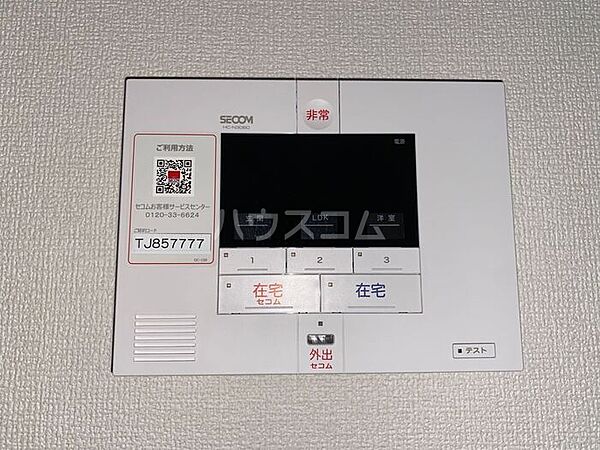 SECOM
HC-N3060
非常
ご利用方法
電源
セコムお客様サービスセンター
0120-33-6624
ご契約コード
TJ857777
玄関
LDK
洋室
ハウスコム
1
2
3
在宅
セコム
在宅
外出
セコム
テスト